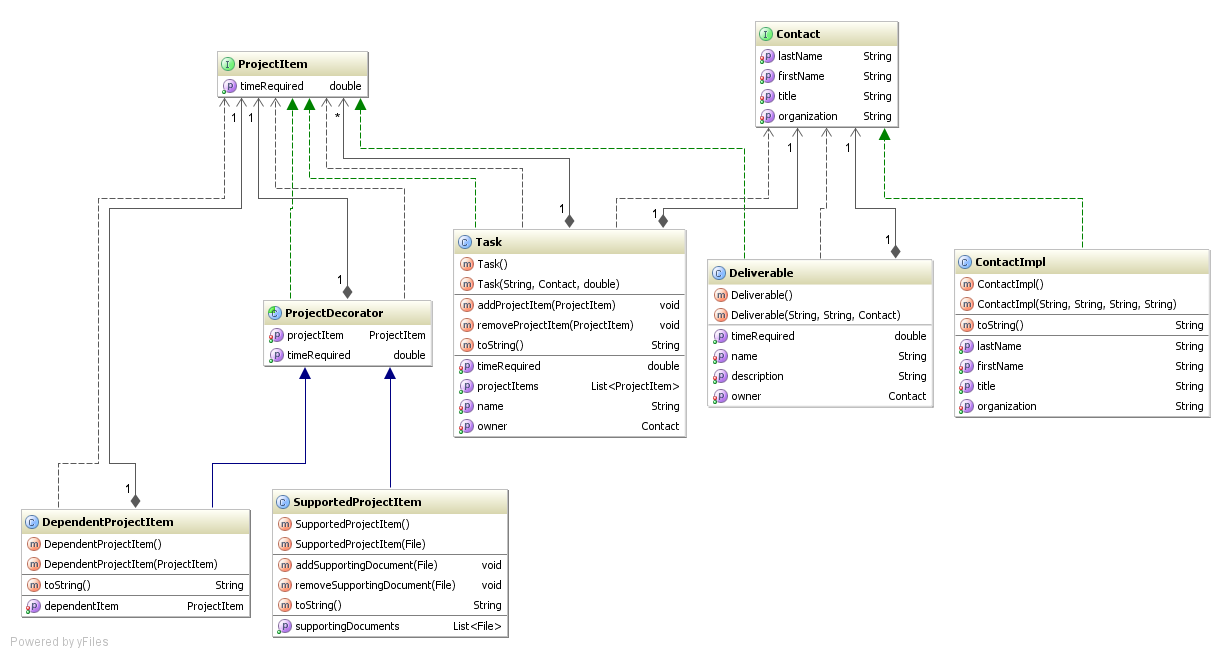 Contact
lastName String
firstName String
title String
organization String
ProjectItem
timeRequired double
1
1
*
1
1
1
1
1
Task
Task()
Task(String, Contact, double)
addProjectItem(ProjectItem) void
removeProjectItem(ProjectItem) void
toString() String
timeRequired double
projectItems List<ProjectItem>
name String
owner Contact
Deliverable
Deliverable()
Deliverable(String, String, Contact)
timeRequired double
name String
description String
owner Contact
ContactImpl
ContactImpl()
ContactImpl(String, String, String, String)
toString() String
lastName String
firstName String
title String
organization String
1
ProjectDecorator
projectItem ProjectItem
timeRequired double
1
DependentProjectItem
DependentProjectItem()
DependentProjectItem(ProjectItem)
toString() String
dependentItem ProjectItem
SupportedProjectItem
SupportedProjectItem()
SupportedProjectItem(File)
addSupportingDocument(File) void
removeSupportingDocument(File) void
toString() String
supportingDocuments List<File>
Powered by yFiles